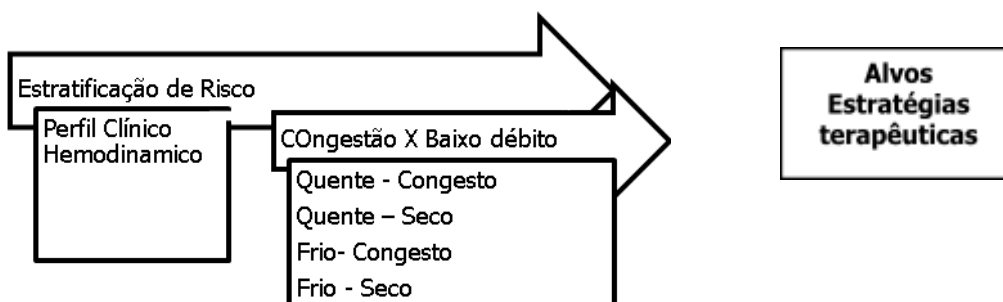 Estratificação de Risco
Perfil Clínico
Hemodinamico
COngestão X Baixo débito
Quente - Congesto
Quente – Seco
Frio- Congesto
Frio - Seco
Alvos
Estratégias
terapêuticas